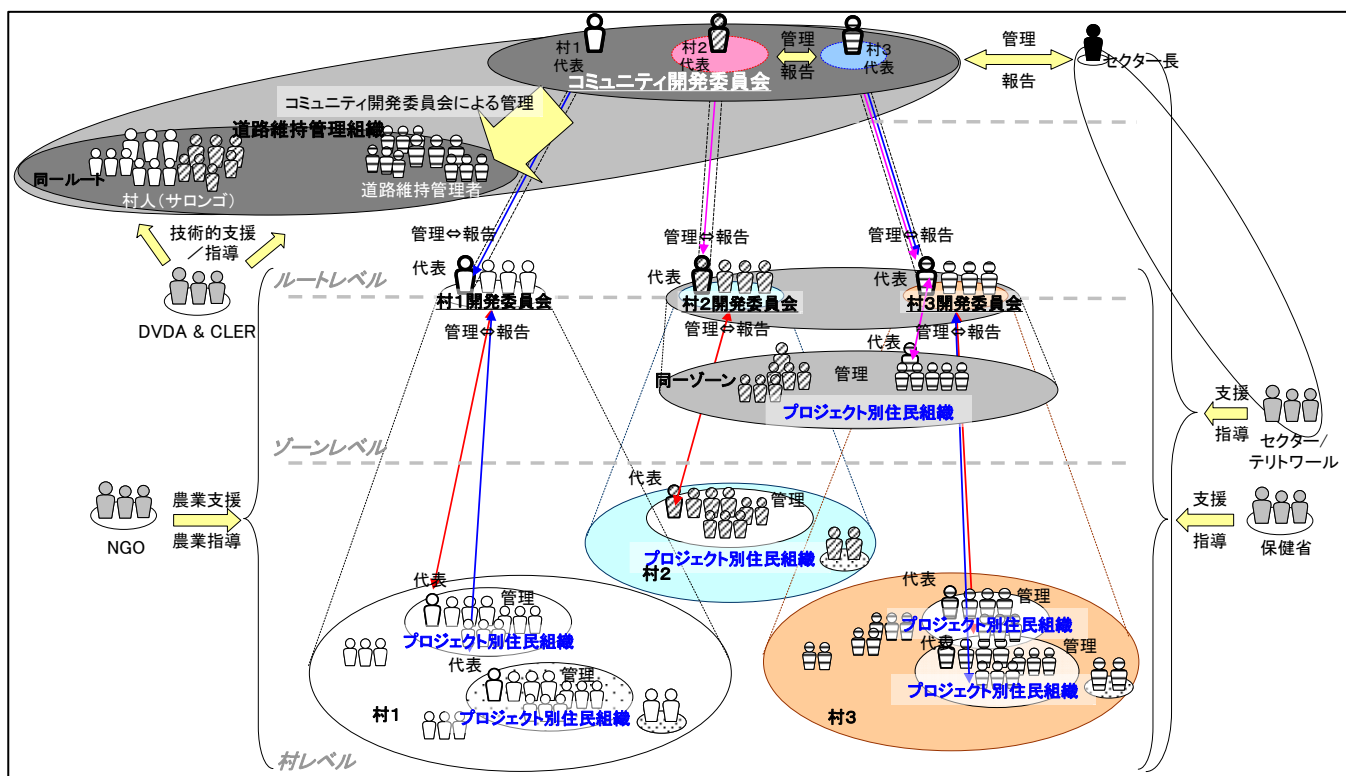 村1
代表
村2
代表
管理
報告
村3
代表
コミュニティ開発委員会
管理
報告
セクター長
コミュニティ開発委員会による管理
道路維持管理組織
同一ルート
村人(サロンゴ)
道路維持管理者
技術的支援
/指導
DVDA & CLER
管理⇔報告
管理⇔報告
管理⇔報告
代表
代表
代表
ルートレベル
村1開発委員会
村2開発委員会
村3開発委員会
管理⇔報告
管理⇔報告
管理⇔報告
代表
同一ゾーン
管理
プロジェクト別住民組織
支援
指導
セクター/
テリトワール
ゾーンレベル
代表
管理
プロジェクト別住民組織
村2
NGO
農業支援
農業指導
支援
指導
保健省
代表
管理
プロジェクト別住民組織
代表
管理
プロジェクト別住民組織
村1
代表
管理
プロジェクト別住民組織
代表
管理
プロジェクト別住民組織
村3
村レベル